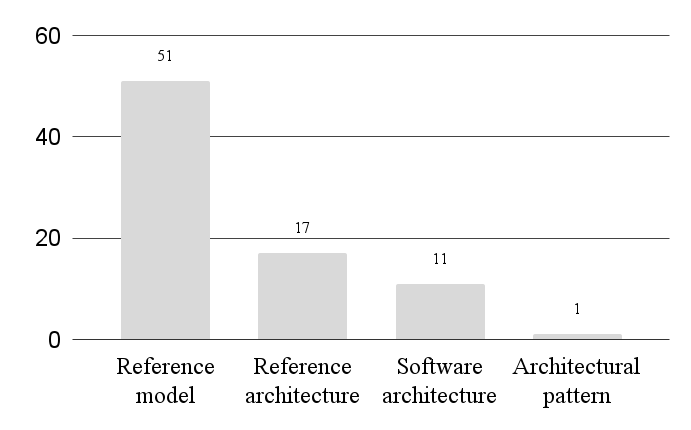 60
51
40
20
17
11
1
0
Reference model
Reference architecture
Software architecture
Architectural pattern